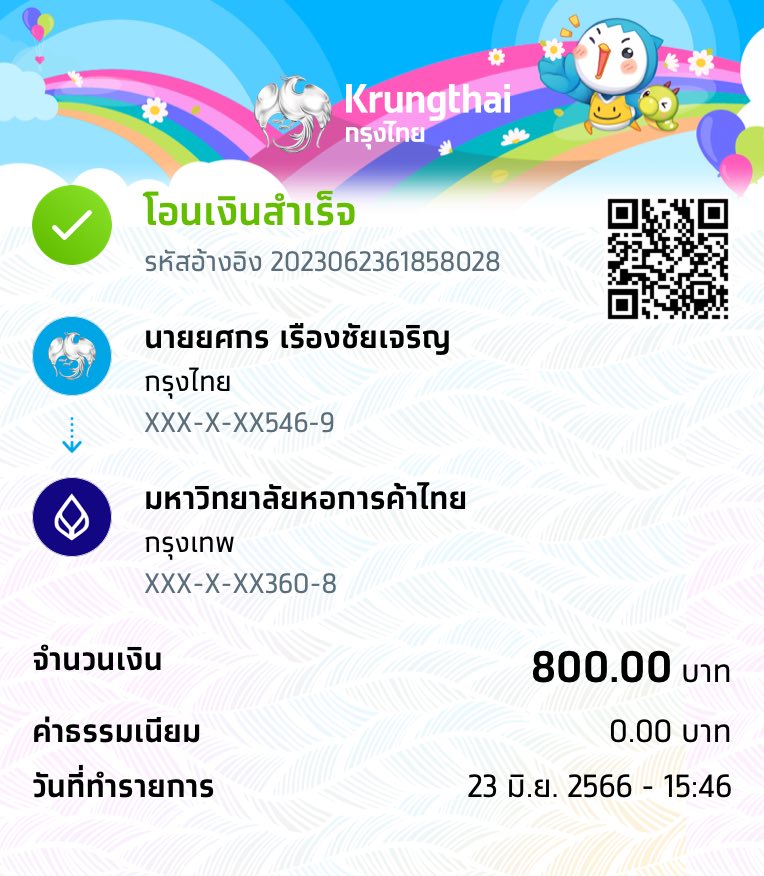 Krungthai
กรุงไทย
โอนเงินสำเร็จ
รหัสอ้างอิง 2023062361858028
นายยศกร เรืองชัยเจริญ
กรุงไทย
XXX-X-XX546-9
มหาวิทยาลัยหอการค้าไทย
กรุงเทพ
XXX-X-XX360-8
จำนวนเงิน 800.00 บาท
ค่าธรรมเนียม 0.00 บาท
วันที่ทำรายการ 23 มิ.ย. 2566 - 15:46